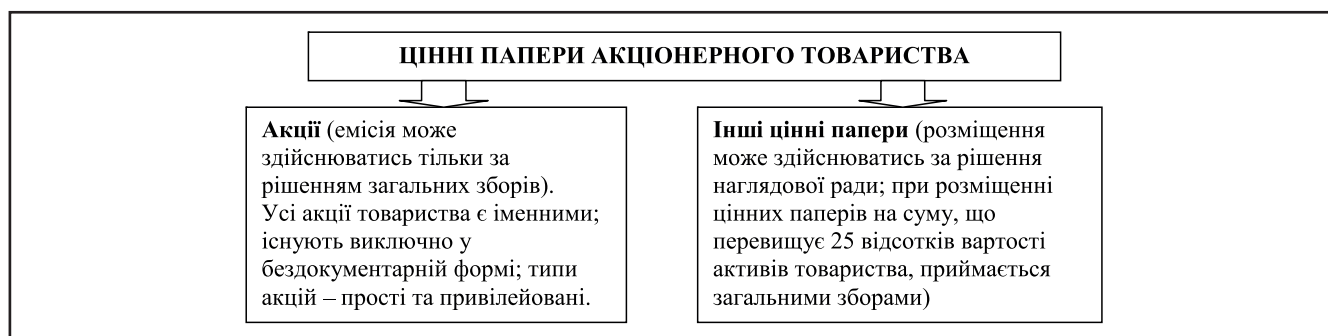 ЦІННІ ПАПЕРИ АКЦІОНЕРНОГО ТОВАРИСТВА
Акції (емісія може
здійснюватись тільки за
рішенням загальних зборів).
Усі акції товариства є іменними;
існують виключно у
бездокументарній формі; типи
акцій – прості та привілейовані.
Інші цінні папери (розміщення
може здійснюватись за рішення
наглядової ради; при розміщенні
цінних паперів на суму, що
перевищує 25 відсотків вартості
активів товариства, приймається
загальними зборами)